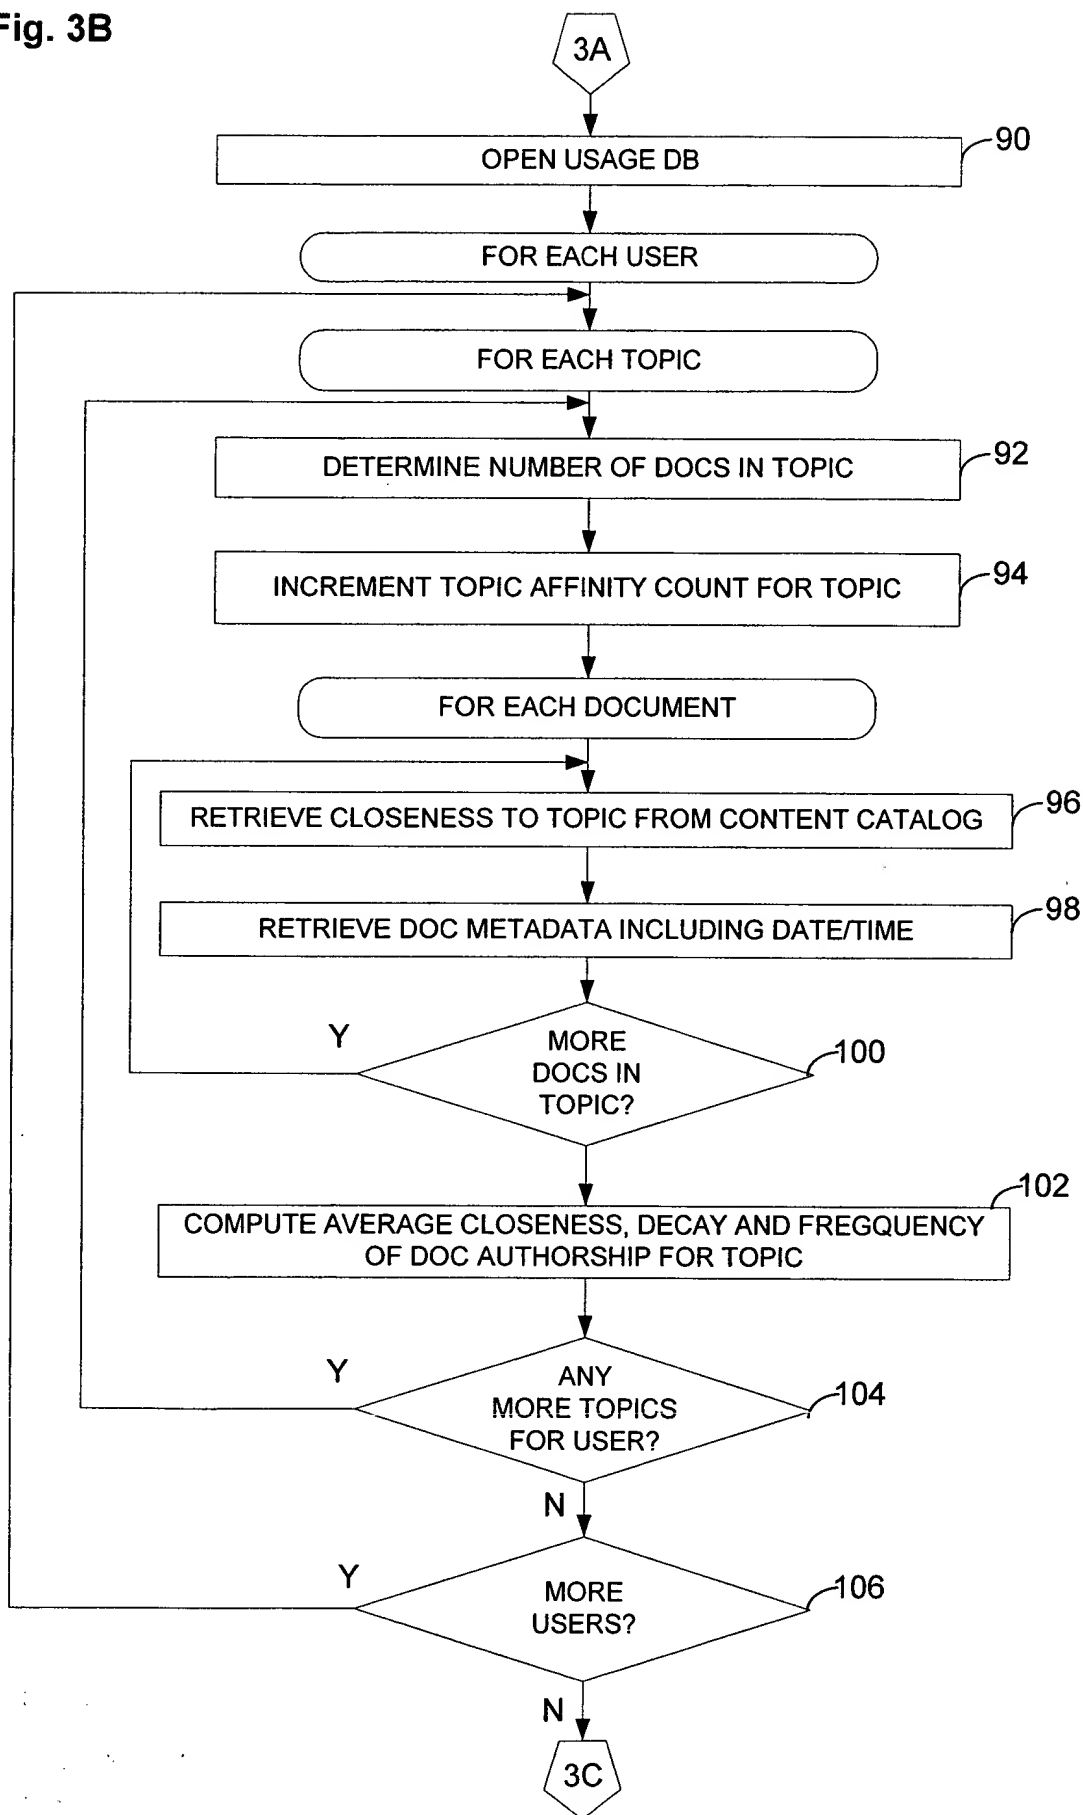 Fig. 3B
3A
OPEN USAGE DB
90
FOR EACH USER
FOR EACH TOPIC
DETERMINE NUMBER OF DOCS IN TOPIC
92
INCREMENT TOPIC AFFINITY COUNT FOR TOPIC
94
FOR EACH DOCUMENT
RETRIEVE CLOSENESS TO TOPIC FROM CONTENT CATALOG
96
RETRIEVE DOC METADATA INCLUDING DATE/TIME
98
Y
MORE
DOCS IN
TOPIC?
100
102
COMPUTE AVERAGE CLOSENESS, DECAY AND FREGQUENCY
OF DOC AUTHORSHIP FOR TOPIC
Y
ANY
MORE TOPICS
FOR USER?
104
N
Y
MORE
USERS?
106
N
3C